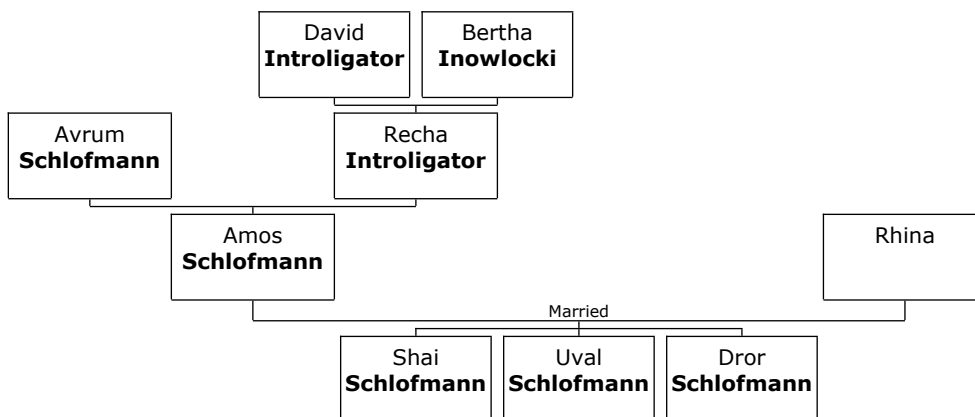 David
Introligator
Bertha
Inowlocki
Avrum
Schlofmann
Recha
Introligator
Amos
Schlofmann
Rhina
Married
Shai
Schlofmann
Uval
Schlofmann
Dror
Schlofmann